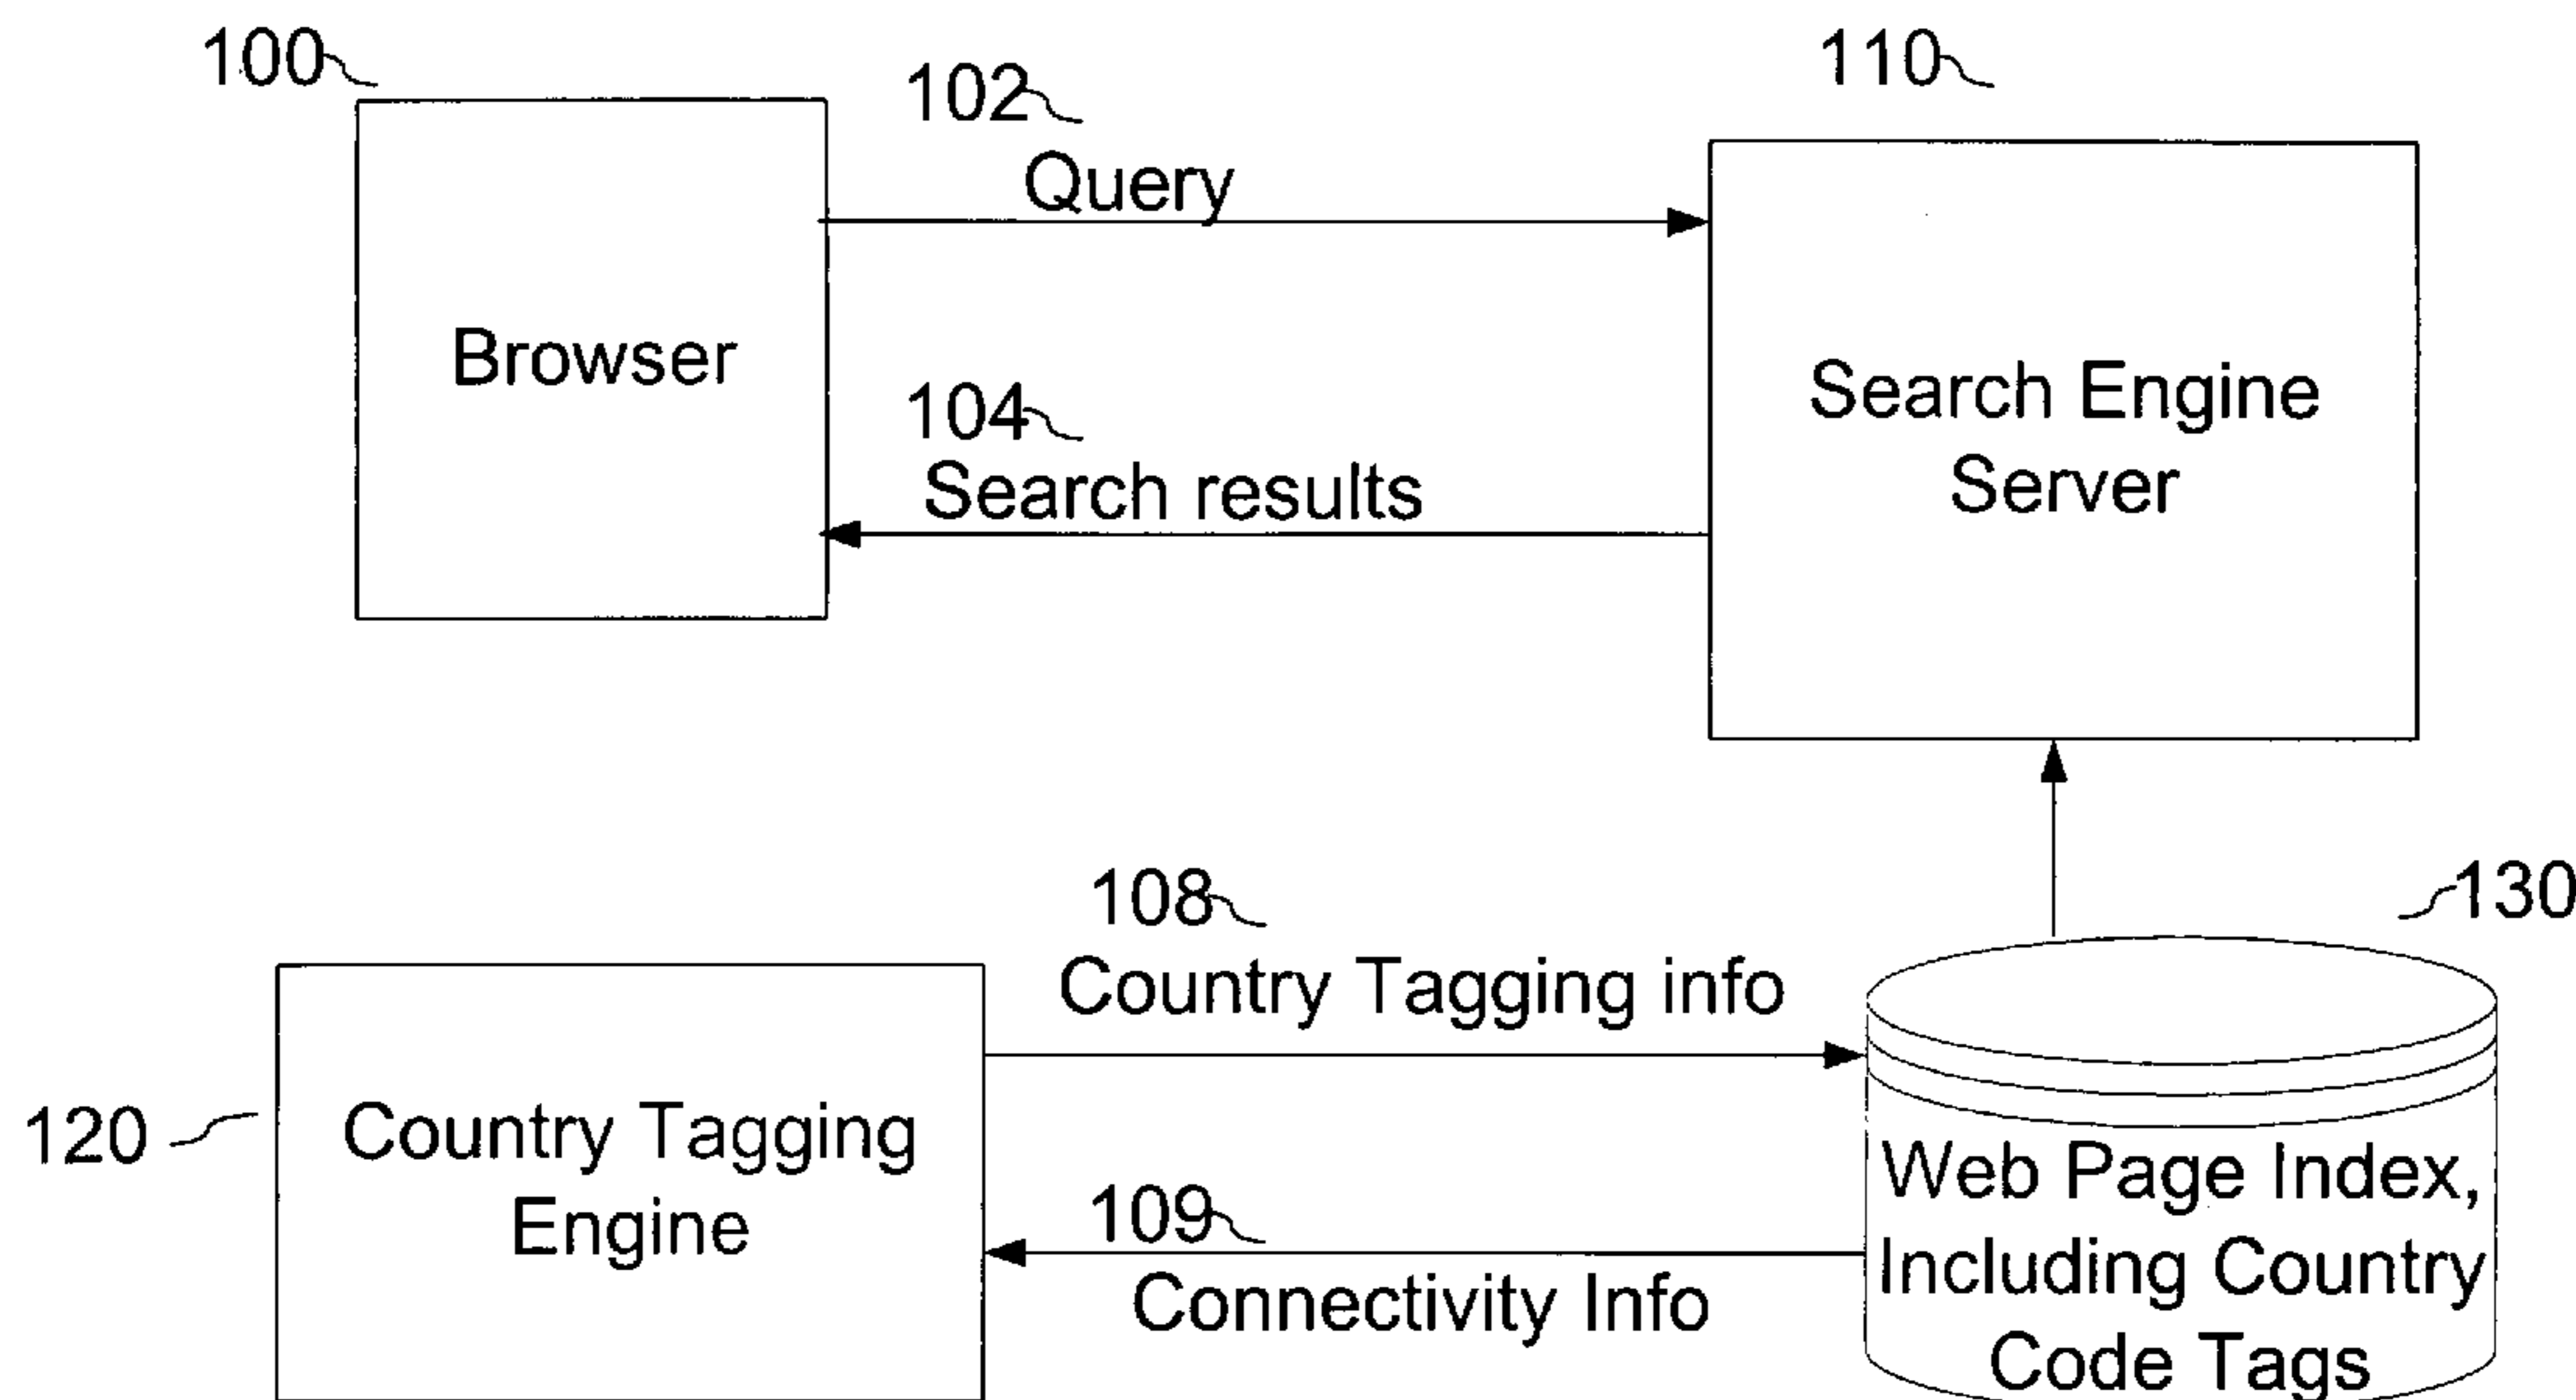 100
102
Query
110
Browser
104
Search results
Search Engine
Server
108
Country Tagging info
130
120
Country Tagging
Engine
109
Connectivity Info
Web Page Index,
Including Country
Code Tags